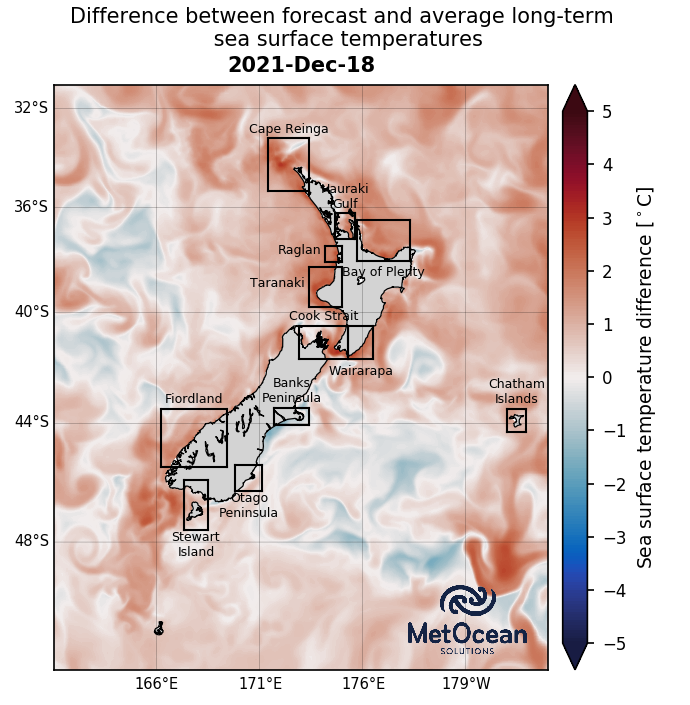 Difference between forecast and average long-term
sea surface temperatures
2021-Dec-18
32°S
36°S
40°S
44°S
48°S
Cape Reinga
Hauraki
Gulf
Raglan
Bay of Plenty
Taranaki
Cook Strait
Wairarapa
Banks
Peninsula
Fiordland
Chatham
Islands
Otago
Peninsula
Stewart
Island
MetOcean
SOLUTIONS
166°E
171°E
176°E
179°W
5
4
3
2
1
0
−1
−2
−3
−4
−5
Sea surface temperature difference [°C]